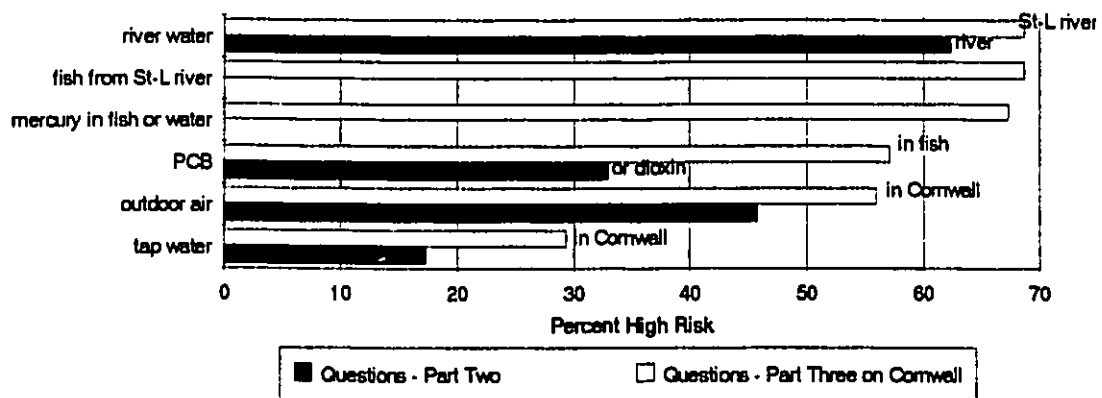 St-L river
river water
river
fish from St-L river
mercury in fish or water
in fish
PCB
or dioxin
in Cornwall
outdoor air
in Cornwall
tap water
0 10 20 30 40 50 60 70
Percent High Risk
Questions - Part Two Questions - Part Three on Cornwall